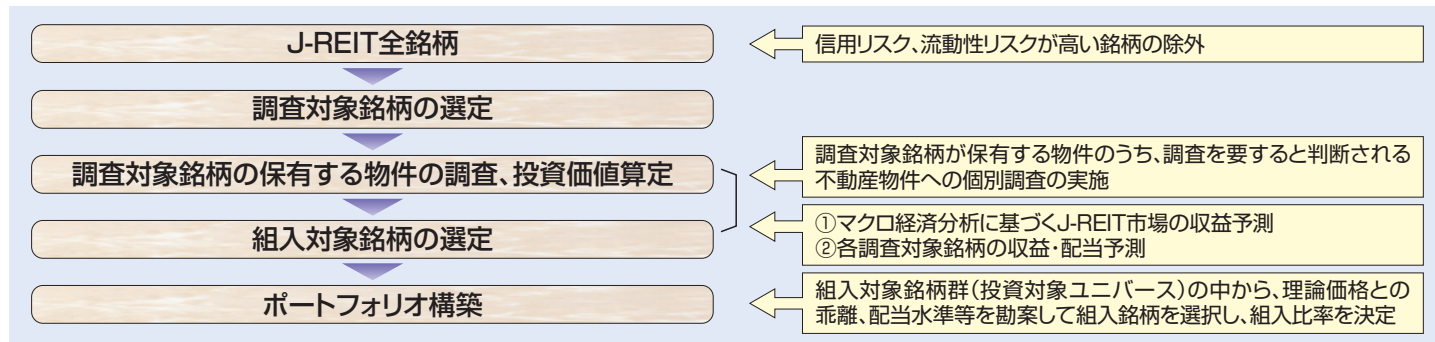 J-REIT全銘柄
信用リスク、流動性リスクが高い銘柄の除外
調査対象銘柄の選定
調査対象銘柄の保有する物件の調査、投資価値算定
調査対象銘柄が保有する物件のうち、調査を要すると判断される
不動産物件への個別調査の実施
組入対象銘柄の選定
①マクロ経済分析に基づくJ-REIT市場の収益予測
②各調査対象銘柄の収益・配当予測
ポートフォリオ構築
組入対象銘柄群(投資対象ユニバース)の中から、理論価格との
乖離、配当水準等を勘案して組入銘柄を選択し、組入比率を決定